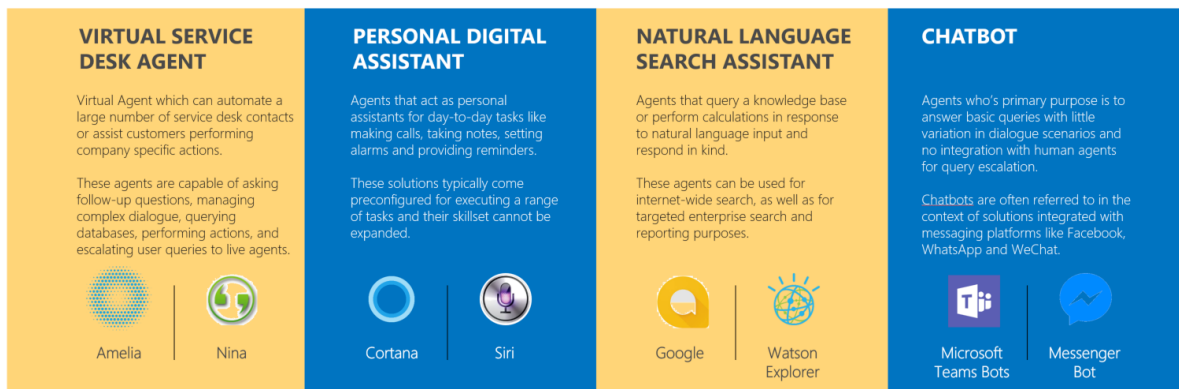 VIRTUAL SERVICE
DESK AGENT
Virtual Agent which can automate a
large number of service desk contacts
or assist customers performing
company specific actions.
These agents are capable of asking
follow-up questions, managing
complex dialogue, querying
databases, performing actions, and
escalating user queries to live agents.
Amelia
Nina
PERSONAL DIGITAL
ASSISTANT
Agents that act as personal
assistants for day-to-day tasks like
making calls, taking notes, setting
alarms and providing reminders.
These solutions typically come
preconfigured for executing a range
of tasks and their skillset cannot be
expanded.
Cortana
Siri
NATURAL LANGUAGE
SEARCH ASSISTANT
Agents that query a knowledge base
or perform calculations in response
to natural language input and
respond in kind.
These agents can be used for
internet-wide search, as well as for
targeted enterprise search and
reporting purposes.
Google
Watson
Explorer
CHATBOT
Agents who's primary purpose is to
answer basic queries with little
variation in dialogue scenarios and
no integration with human agents
for query escalation.
Chatbots are often referred to in the
context of solutions integrated with
messaging platforms like Facebook,
WhatsApp and WeChat.
T
Microsoft
Teams Bots
Messenger
Bot